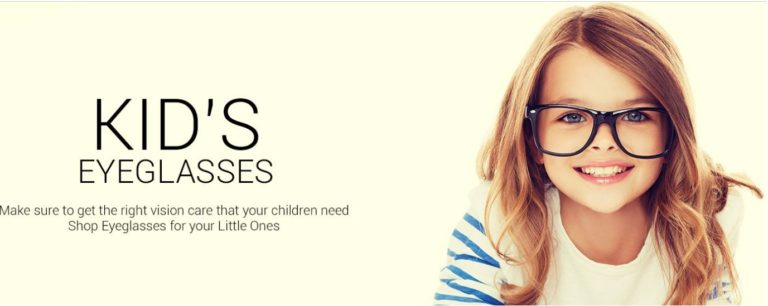 KID'S
EYEGLASSES
Make sure to get the right vision care that your children need
Shop Eyeglasses for your Little Ones